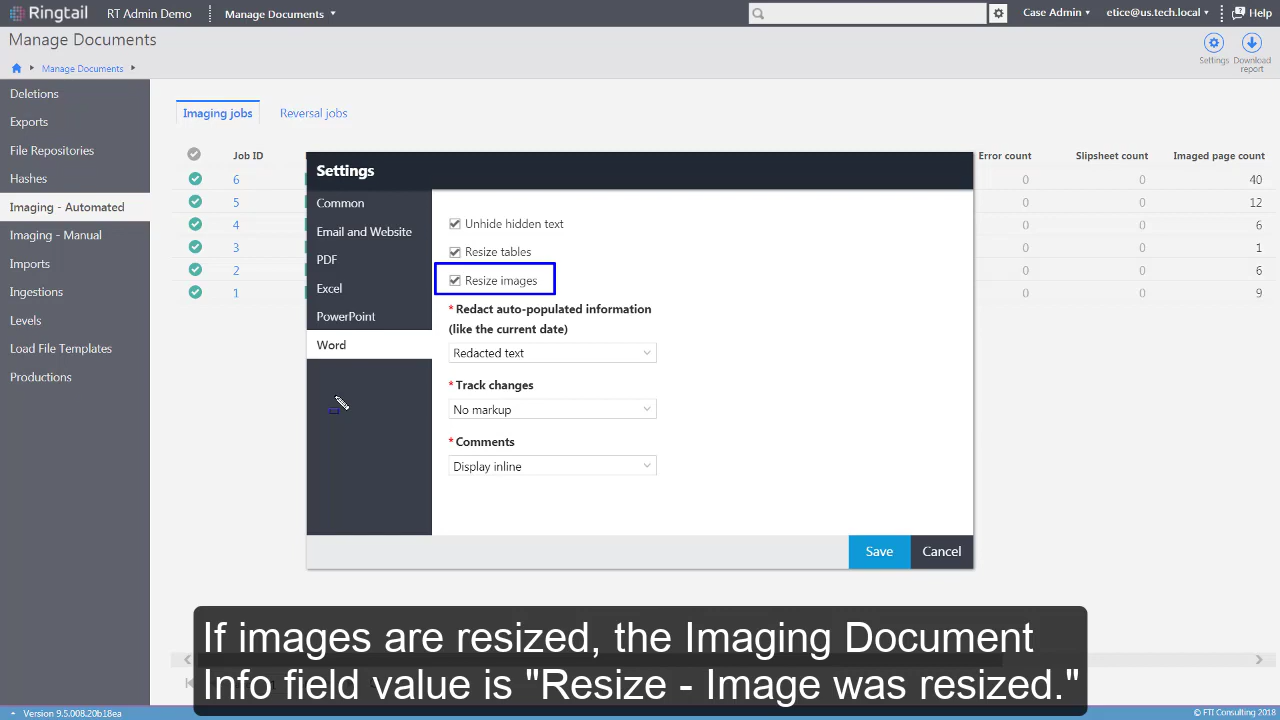 Ringtail RT Admin Demo Manage Documents Case Admin etice@us.tech.local Help
Manage Documents
Manage Documents
Settings
Download report
Deletions
Exports
File Repositories
Hashes
Imaging - Automated
Imaging - Manual
Imports
Ingestions
Levels
Load File Templates
Productions
Imaging jobs Reversal jobs
Job ID Error count Slipsheet count Imaged page count
6 0 0 40
5 0 0 12
4 0 0 6
3 0 0 1
2 0 0 6
1 0 0 9
Settings
Common
Email and Website
PDF
Excel
PowerPoint
Word
Unhide hidden text
Resize tables
Resize images
* Redact auto-populated information
(like the current date)
Redacted text
* Track changes
No markup
* Comments
Display inline
Save Cancel
If images are resized, the Imaging Document
Info field value is "Resize - Image was resized."
Version 9.5.008.20b18ea © FTI Consulting 2018